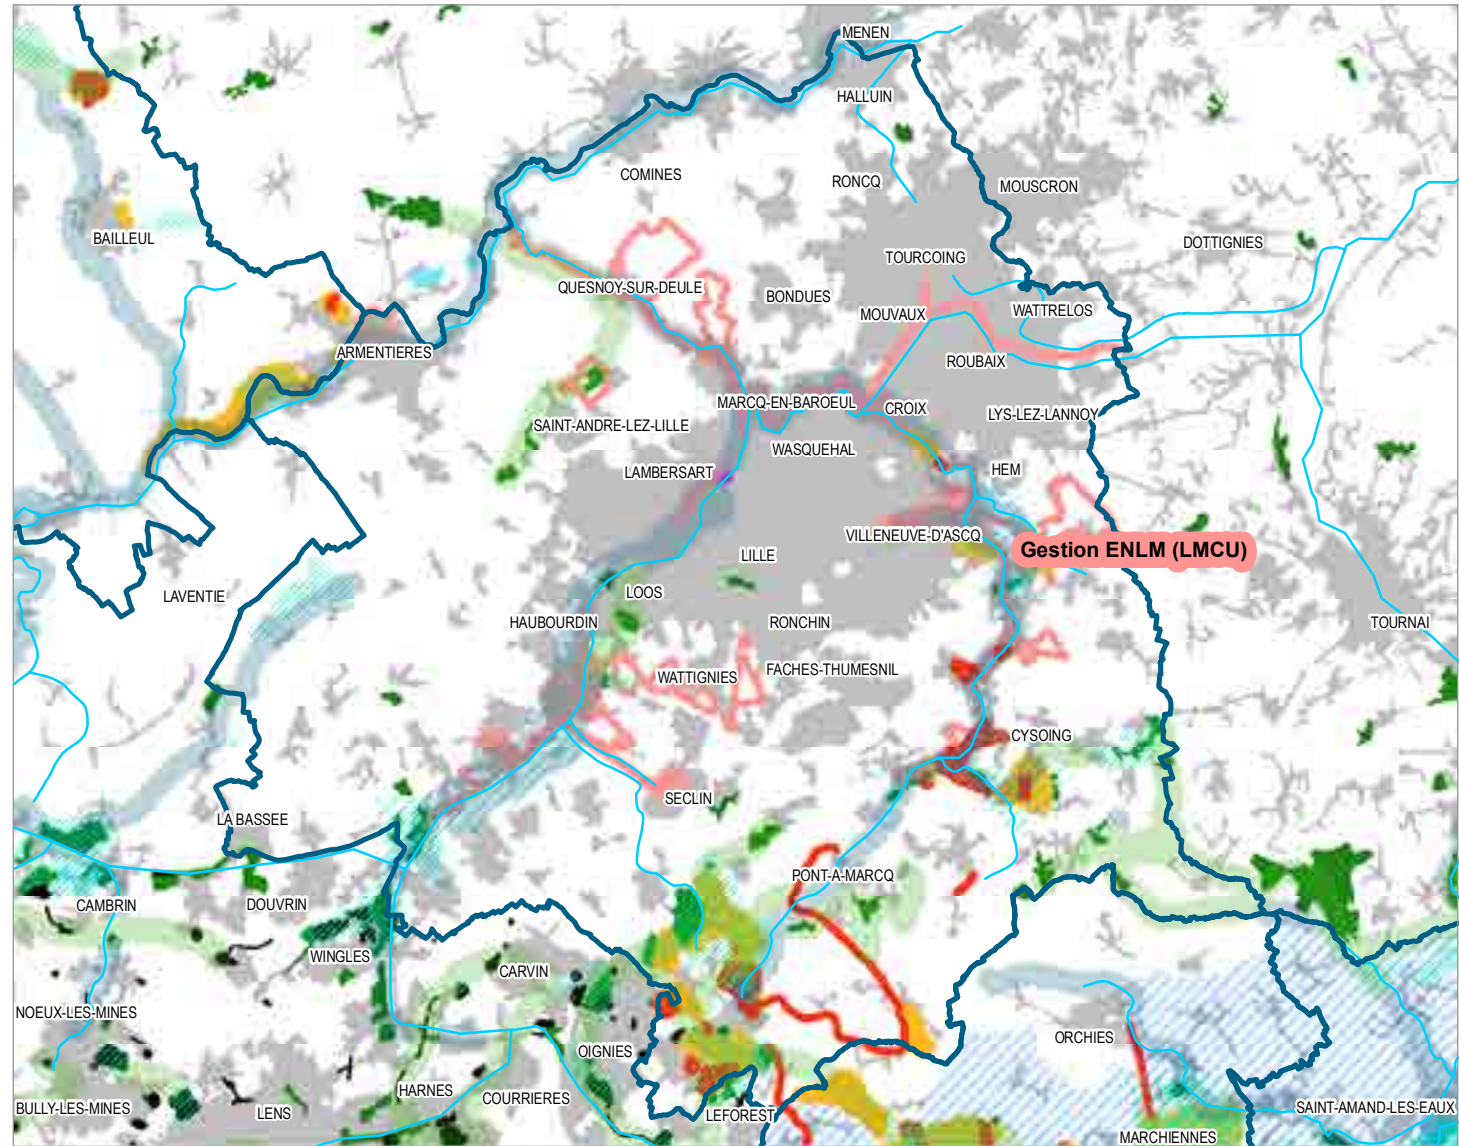 MENEN
HALLUIN
COMINES
RONCQ
MOUSCRON
BAILLEUL
DOTTIGNIES
TOURCOING
QUESNOY-SUR-DEULE
BONDUES
MOUVAUX
WATTRELOS
ARMENTIERES
ROUBAIX
MARCQ-EN-BAROEUL
CROIX
LYS-LEZ-LANNOY
SAINT-ANDRE-LEZ-LILLE
WASQUEHAL
LAMBERSART
HEM
VILLENEUVE-D'ASCQ
Gestion ENLM (LMCU)
LILLE
LAVENTIE
LOOS
HAUBOURDIN
RONCHIN
TOURNAI
WATTIGNIES
FACHES-THUMESNIL
CYSOING
SECLIN
LA BASSEE
PONT-A-MARCQ
CAMBRIN
DOUVRIN
WINGLES
CARVIN
NOEUX-LES-MINES
ORCHIES
OIGNIES
HARNES
COURRIERES
BULLY-LES-MINES
LENS
LEFOREST
SAINT-AMAND-LES-EAUX
MARCHIENNES